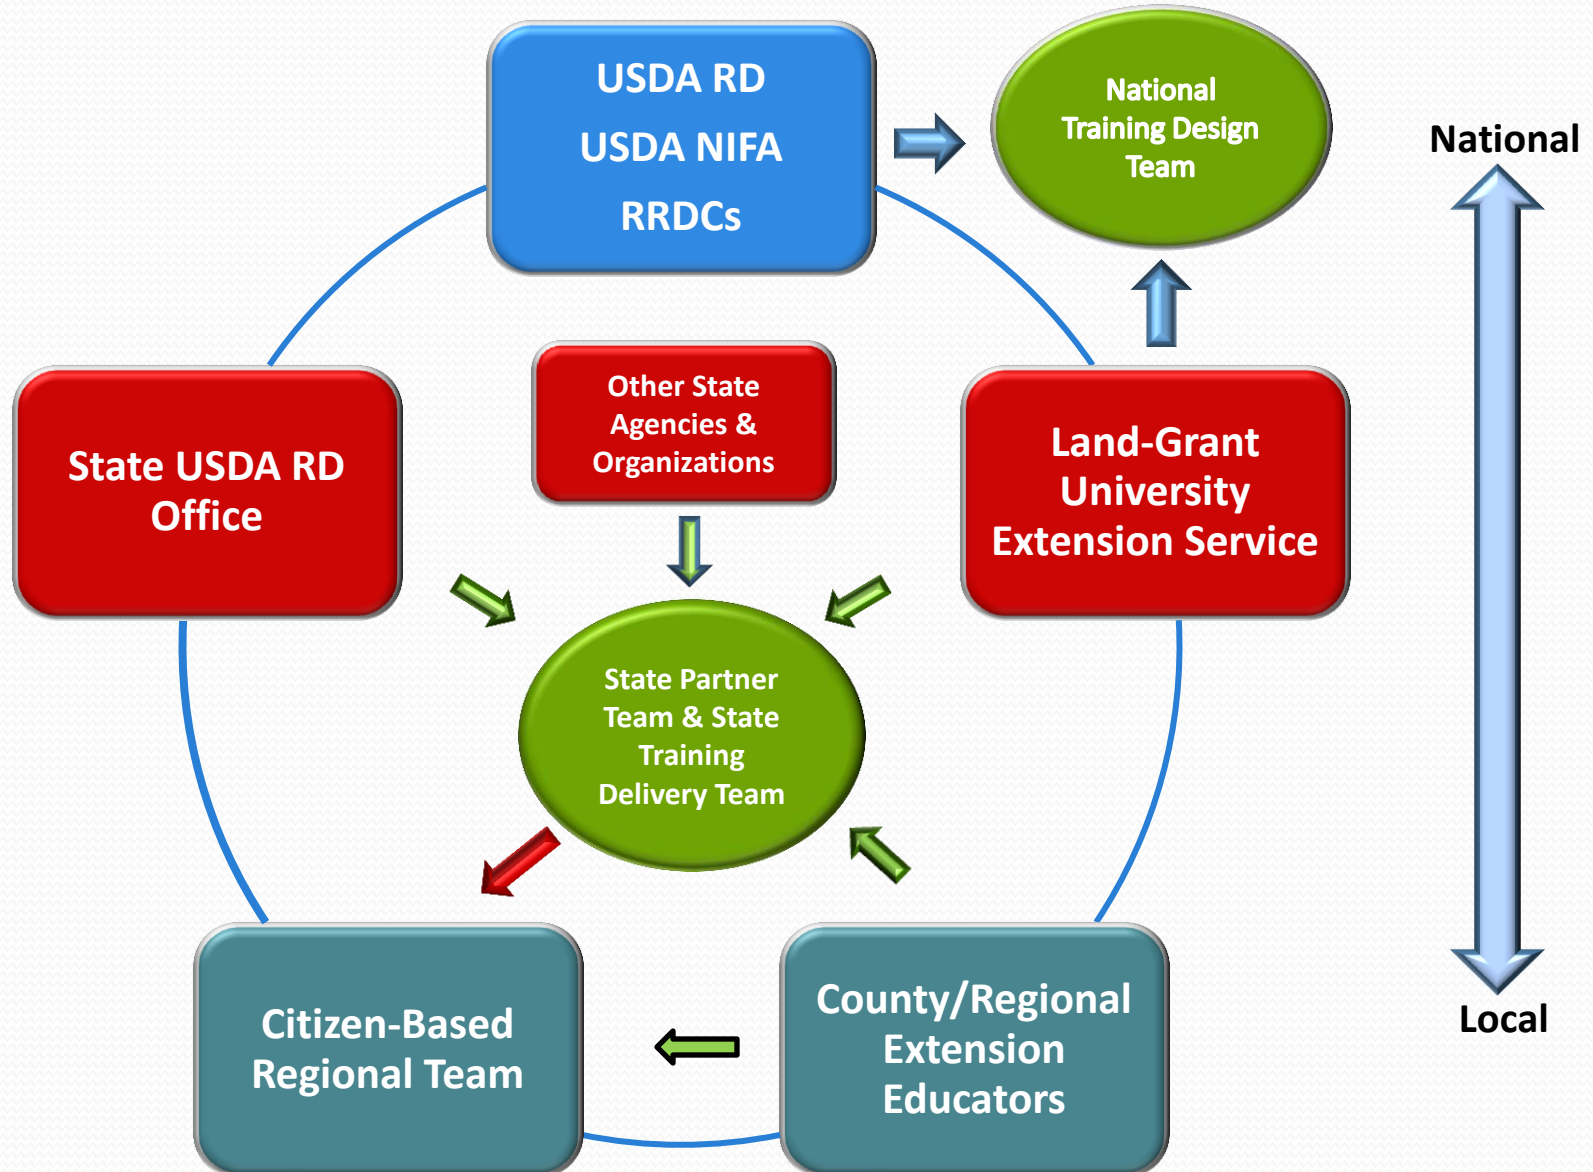 USDA RD
USDA NIFA
RRDCs
National
Training Design
Team
National
Other State
Agencies &
Organizations
State USDA RD
Office
Land-Grant
University
Extension Service
State Partner
Team & State
Training
Delivery Team
Citizen-Based
Regional Team
County/Regional
Extension
Educators
Local